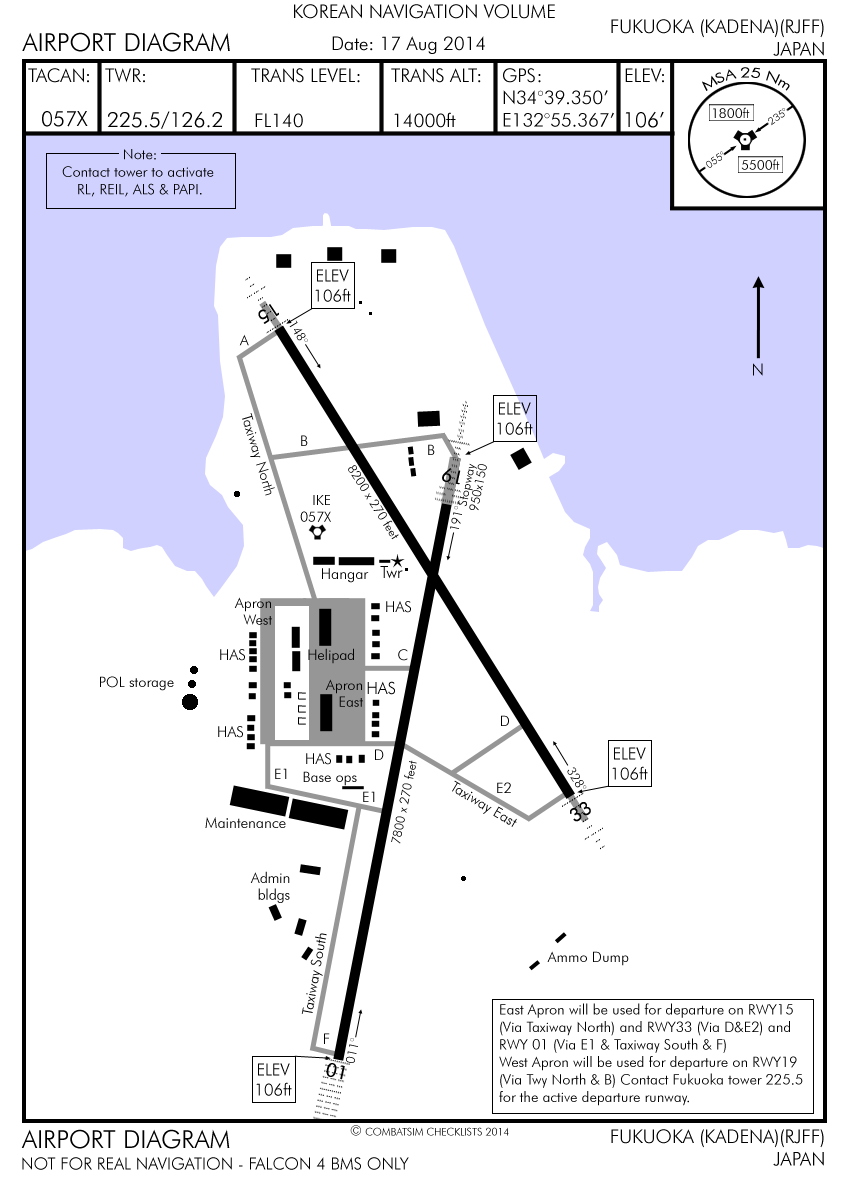 KOREAN NAVIGATION VOLUME
AIRPORT DIAGRAM
Date: 17 Aug 2014
FUKUOKA (KADENA)(RJFF)
JAPAN
TACAN:
057X
TWR:
225.5/126.2
TRANS LEVEL:
FL140
TRANS ALT:
14000ft
GPS:
N34°39.350’
E132°55.367’
ELEV:
106’
MSA 25 Nm
1800ft
235°
055°
5500ft
Note:
Contact tower to activate
RL, REIL, ALS & PAPI.
ELEV
106ft
15
148°
A
N
ELEV
106ft
Taxiway North
B
B
19
Stopway
950x150
191°
8200 x 270 feet
IKE
057X
Hangar
Twr
Apron
West
HAS
HAS
Helipad
C
POL storage
Apron
East
HAS
HAS
D
D
HAS
Base ops
E1
E1
E2
Taxiway East
328°
ELEV
106ft
33
Maintenance
7800 x 270 feet
Admin
bldgs
Taxiway South
Ammo Dump
F
011°
01
ELEV
106ft
East Apron will be used for departure on RWY15
(Via Taxiway North) and RWY33 (Via D&E2) and
RWY 01 (Via E1 & Taxiway South & F)
West Apron will be used for departure on RWY19
(Via Twy North & B) Contact Fukuoka tower 225.5
for the active departure runway.
AIRPORT DIAGRAM
NOT FOR REAL NAVIGATION - FALCON 4 BMS ONLY
© COMBATSIM CHECKLISTS 2014
FUKUOKA (KADENA)(RJFF)
JAPAN